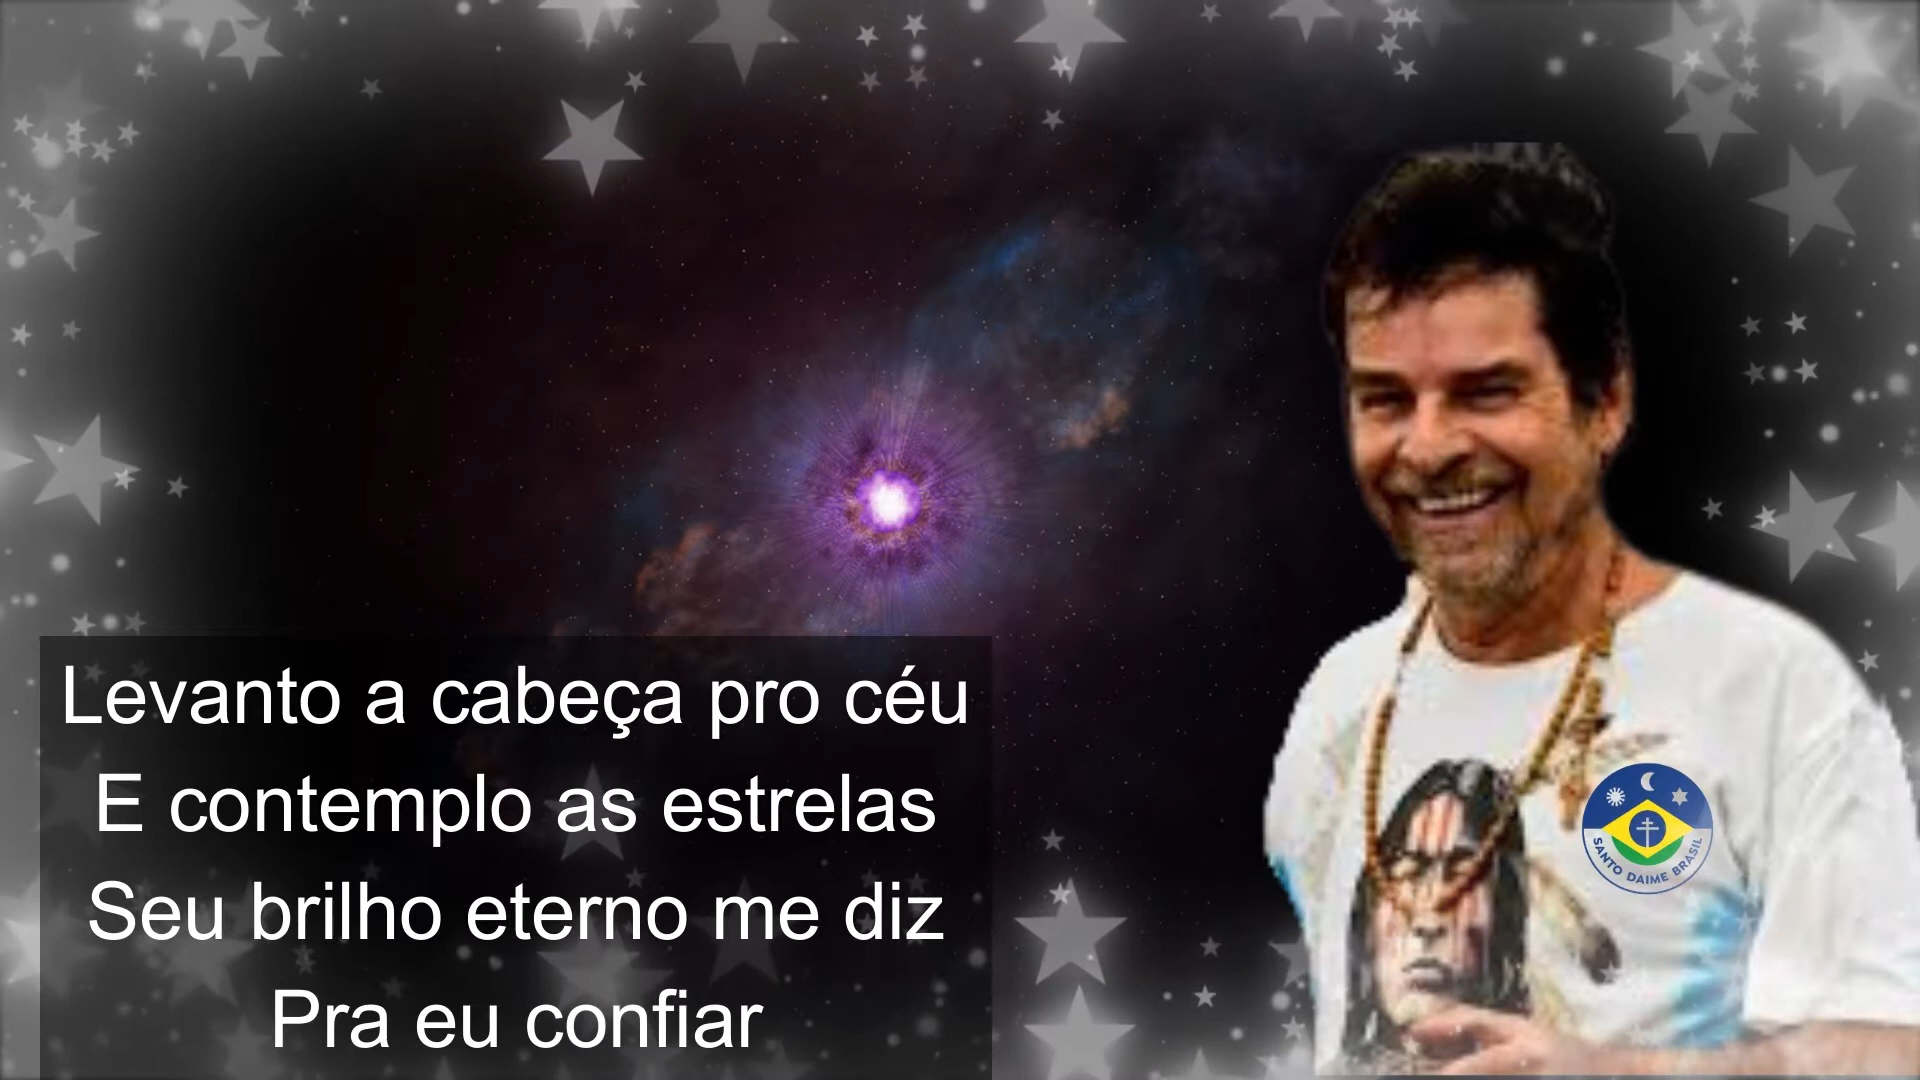 Levanto a cabeça pro céu
E contemplo as estrelas
Seu brilho eterno me diz
Pra eu confiar
SANTO DAIME BRASIL